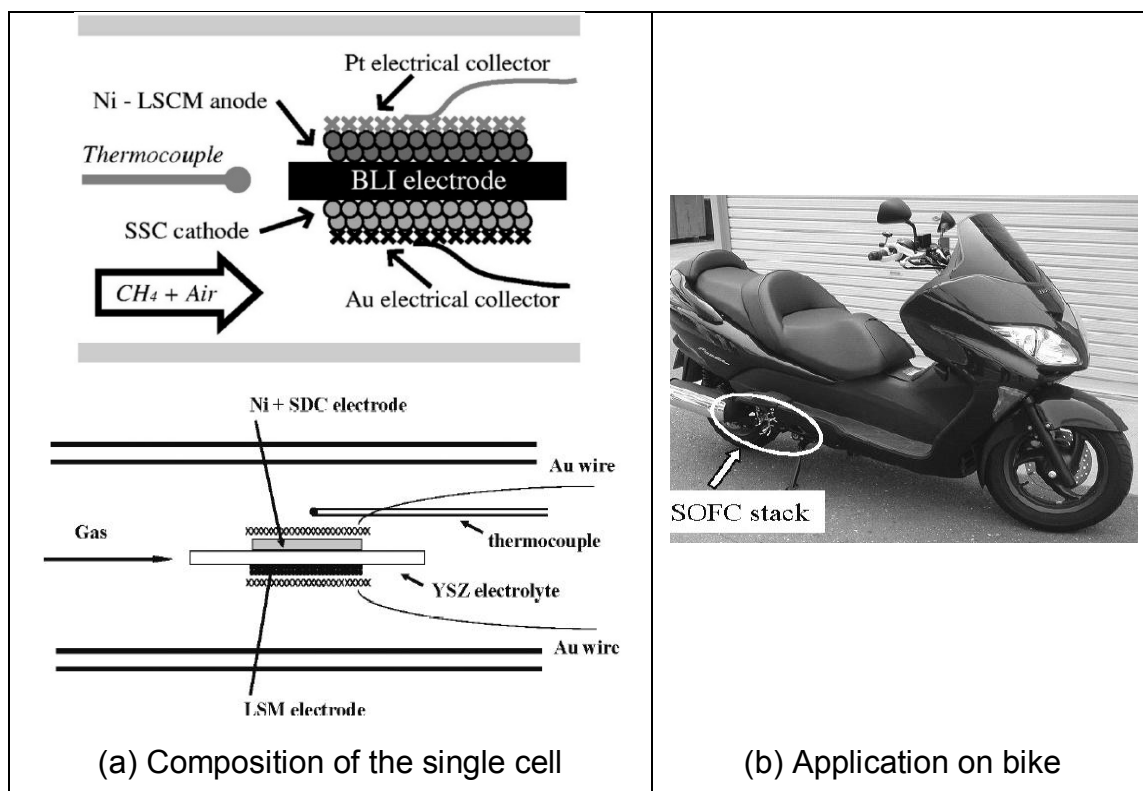 Pt electrical collector
Ni - LSCM anode
Thermocouple
BLI electrode
SSC cathode
CH₄ + Air
Au electrical collector
Ni + SDC electrode
Au wire
Gas
thermocouple
YSZ electrolyte
Au wire
LSM electrode
(a) Composition of the single cell
SOFC stack
(b) Application on bike